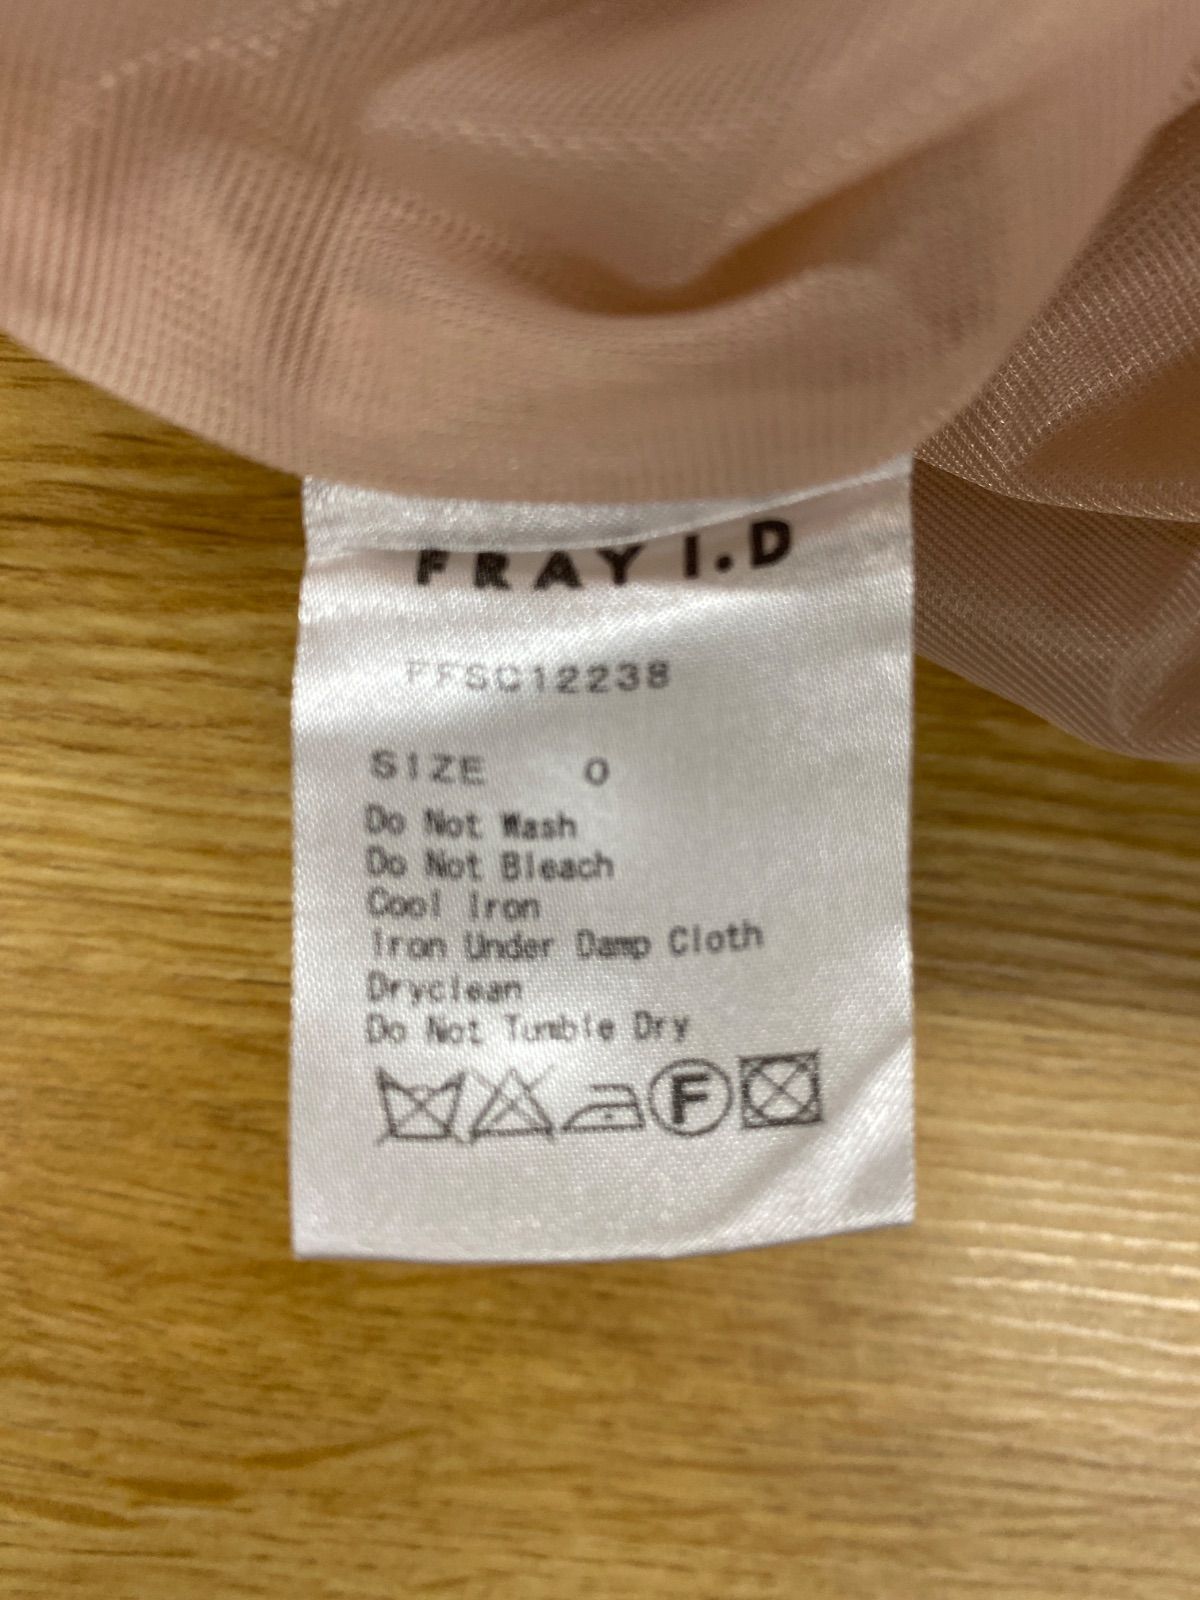 FRAY I.D
FFSC12238
SIZE 0
Do Not Wash
Do Not Bleach
Cool Iron
Iron Under Damp Cloth
Dryclean
Do Not Tumble Dry
F